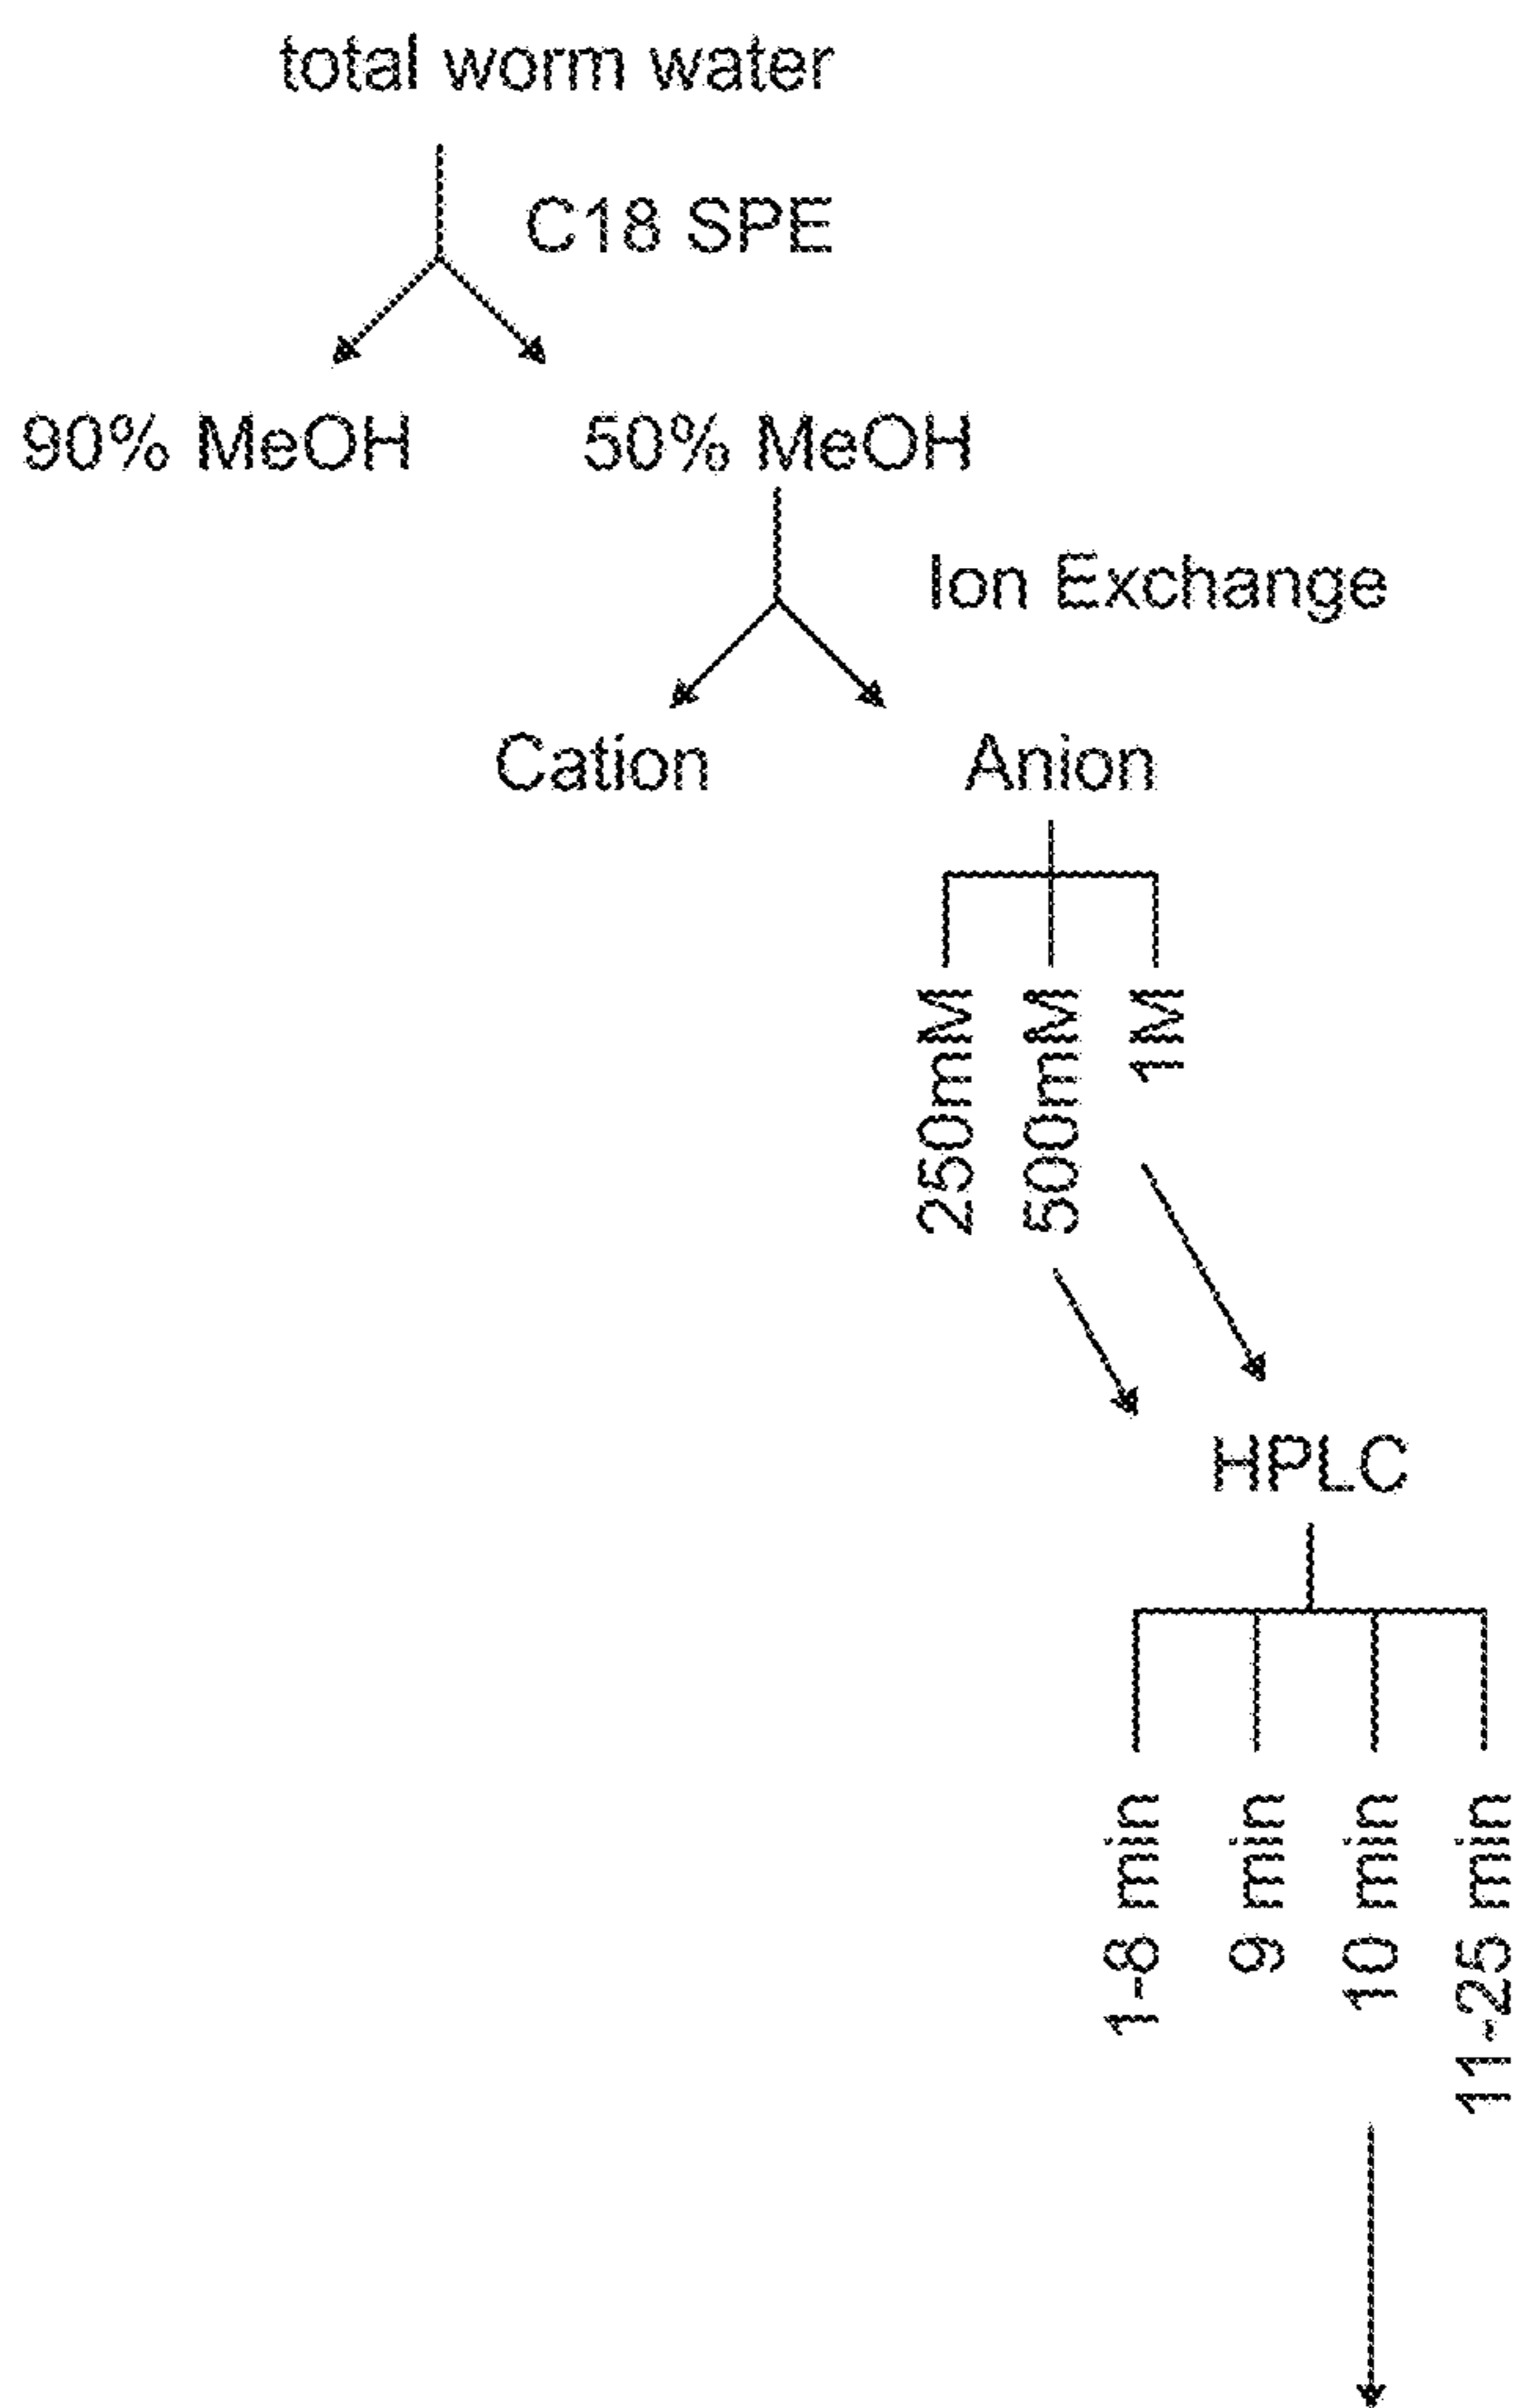 total worm water
C18 SPE
90% MeOH
50% MeOH
Ion Exchange
Cation
Anion
250mM
500mM
1M
HPLC
1-8 min
9 min
10 min
11-25 min